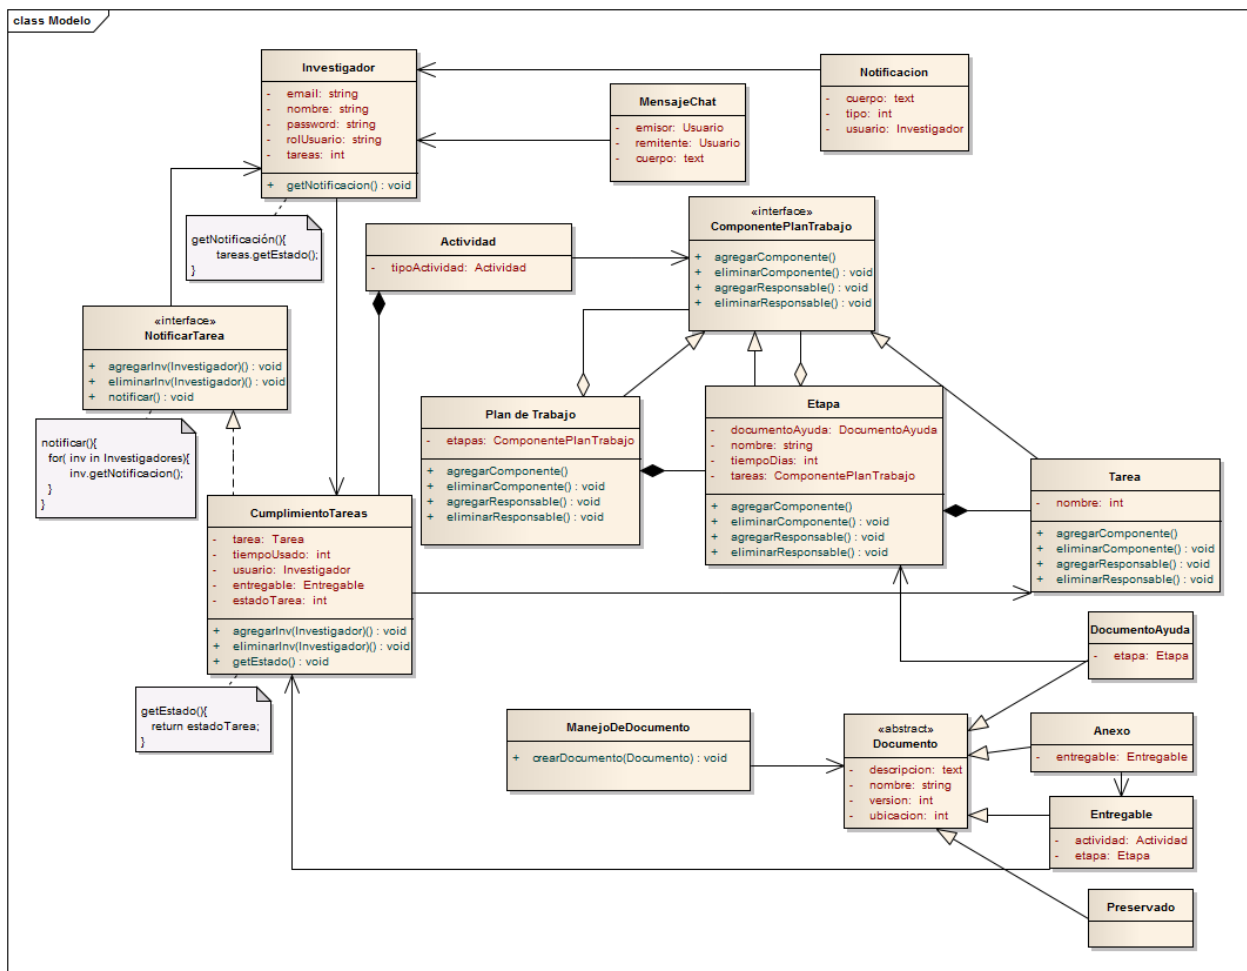 class Modelo
Investigador
- email: string
- nombre: string
- password: string
- rolUsuario: string
- tareas: int
+ getNotificacion() : void
Notificacion
- cuerpo: text
- tipo: int
- usuario: Investigador
MensajeChat
- emisor: Usuario
- remitente: Usuario
- cuerpo: text
getNotificación(){
tareas.getEstado();
}
Actividad
- tipoActividad: Actividad
«interface»
ComponentePlanTrabajo
+ agregarComponente()
+ eliminarComponente() : void
+ agregarResponsable() : void
+ eliminarResponsable() : void
«interface»
NotificarTarea
+ agregarInv(Investigador)() : void
+ eliminarInv(Investigador)() : void
+ notificar() : void
notificar(){
for( inv in Investigadores){
inv.getNotificacion();
}
}
Plan de Trabajo
- etapas: ComponentePlanTrabajo
+ agregarComponente()
+ eliminarComponente() : void
+ agregarResponsable() : void
+ eliminarResponsable() : void
Etapa
- documentoAyuda: DocumentoAyuda
- nombre: string
- tiempoDias: int
- tareas: ComponentePlanTrabajo
+ agregarComponente()
+ eliminarComponente() : void
+ agregarResponsable() : void
+ eliminarResponsable() : void
Tarea
- nombre: int
+ agregarComponente()
+ eliminarComponente() : void
+ agregarResponsable() : void
+ eliminarResponsable() : void
CumplimientoTareas
- tarea: Tarea
- tiempoUsado: int
- usuario: Investigador
- entregable: Entregable
- estadoTarea: int
+ agregarInv(Investigador)() : void
+ eliminarInv(Investigador)() : void
+ getEstado() : void
getEstado(){
return estadoTarea;
}
DocumentoAyuda
- etapa: Etapa
ManejoDeDocumento
+ crearDocumento(Documento) : void
«abstract»
Documento
- descripcion: text
- nombre: string
- version: int
- ubicacion: int
Anexo
- entregable: Entregable
Entregable
- actividad: Actividad
- etapa: Etapa
Preservado